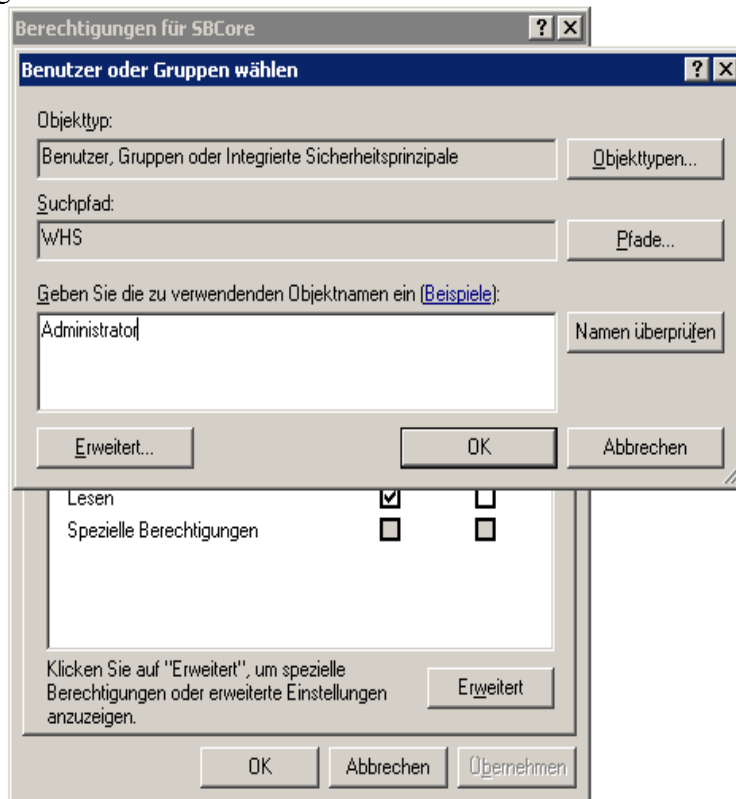 Berechtigungen für SBCore
Benutzer oder Gruppen wählen
Objekttyp:
Benutzer, Gruppen oder Integrierte Sicherheitsprinzipale
Objekttypen...
Suchpfad:
WHS
Pfade...
Geben Sie die zu verwendenden Objektnamen ein (Beispiele):
Administrator
Namen überprüfen
Erweitert...
OK
Abbrechen
Lesen
Spezielle Berechtigungen
Klicken Sie auf "Erweitert", um spezielle
Berechtigungen oder erweiterte Einstellungen
anzuzeigen.
Erweitert
OK
Abbrechen
Übernehmen